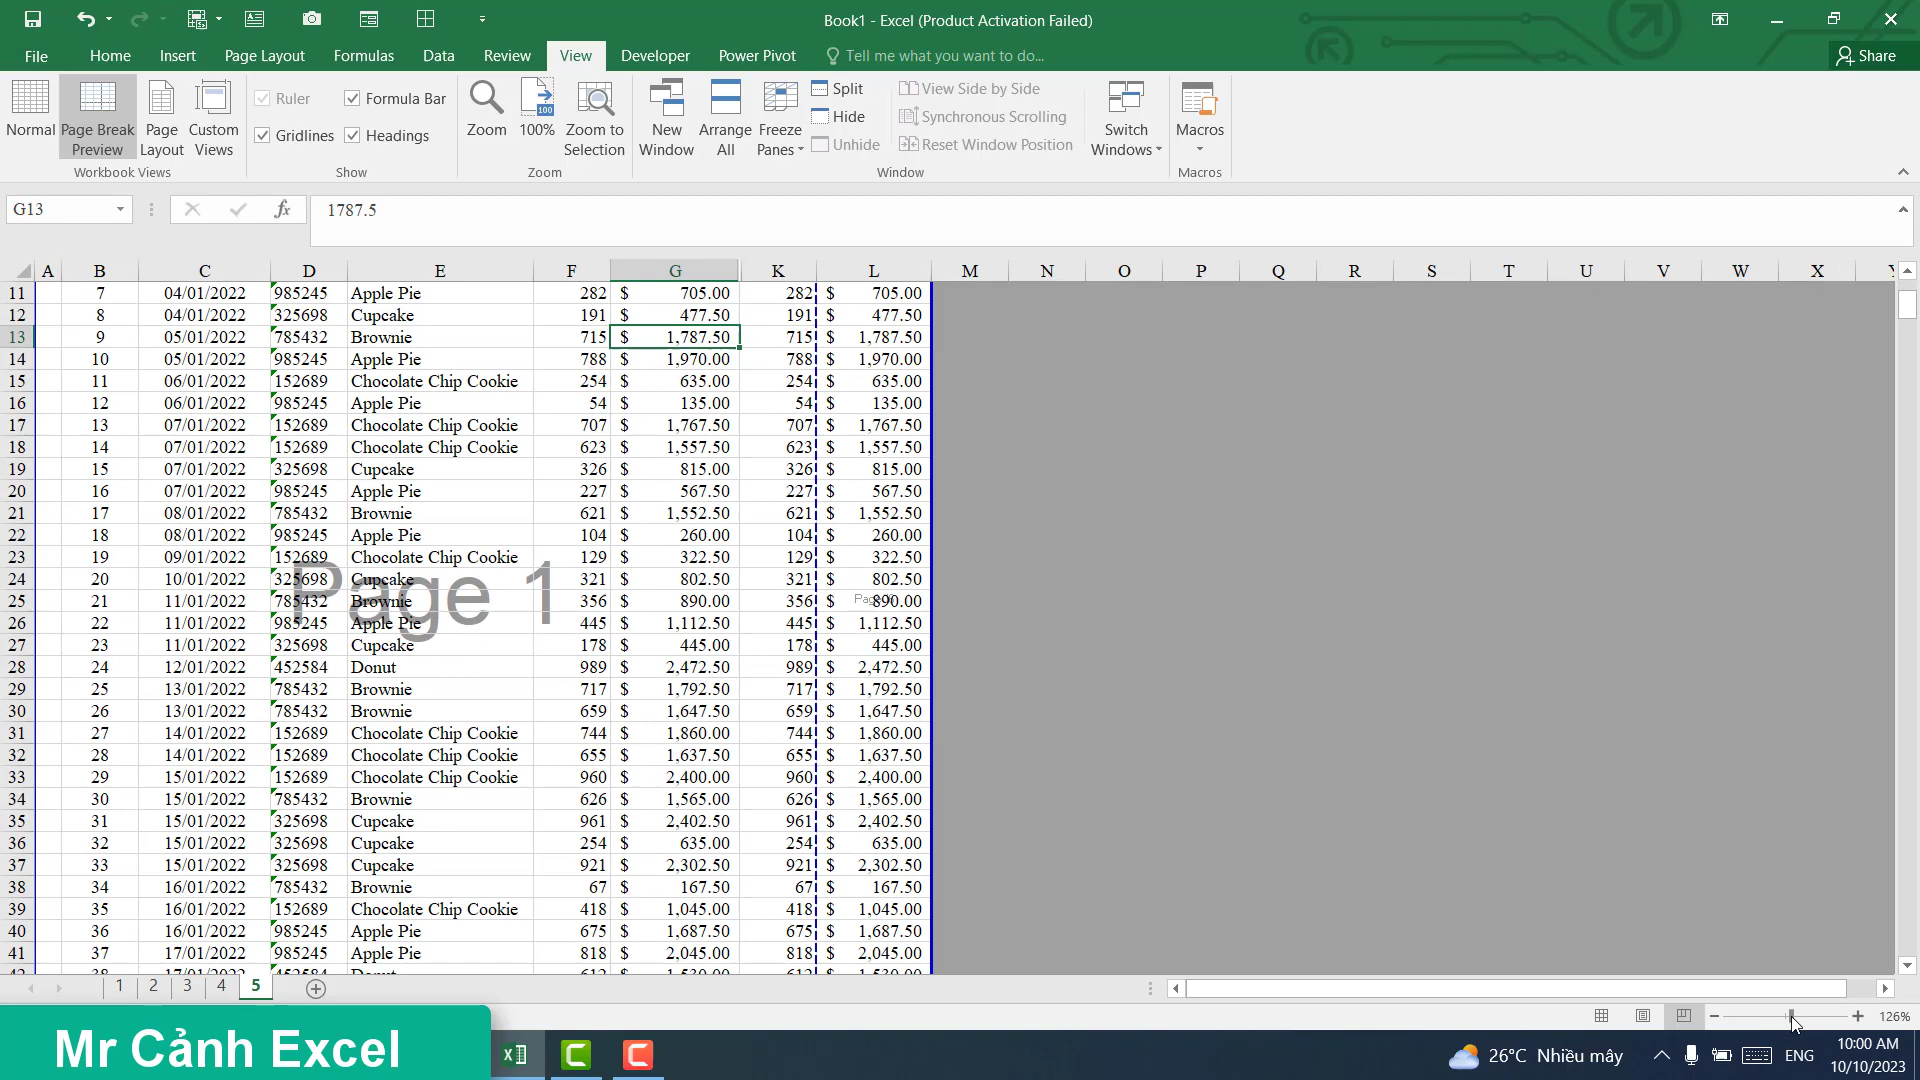 Book1 - Excel (Product Activation Failed)
File Home Insert Page Layout Formulas Data Review View Developer Power Pivot Tell me what you want to do... Share
Normal Page Break Preview Page Layout Custom Views
Workbook Views
Ruler Formula Bar
Gridlines Headings
Show
Zoom 100% Zoom to Selection
Zoom
New Window Arrange All Freeze Panes
Split View Side by Side
Hide Synchronous Scrolling
Unhide Reset Window Position
Switch Windows
Window
Macros
Macros
G13 fx 1787.5
A B C D E F G K L M N O P Q R S T U V W X
11 7 04/01/2022 985245 Apple Pie 282 $ 705.00 282 $ 705.00
12 8 04/01/2022 325698 Cupcake 191 $ 477.50 191 $ 477.50
13 9 05/01/2022 785432 Brownie 715 $ 1,787.50 715 $ 1,787.50
14 10 05/01/2022 985245 Apple Pie 788 $ 1,970.00 788 $ 1,970.00
15 11 06/01/2022 152689 Chocolate Chip Cookie 254 $ 635.00 254 $ 635.00
16 12 06/01/2022 985245 Apple Pie 54 $ 135.00 54 $ 135.00
17 13 07/01/2022 152689 Chocolate Chip Cookie 707 $ 1,767.50 707 $ 1,767.50
18 14 07/01/2022 152689 Chocolate Chip Cookie 623 $ 1,557.50 623 $ 1,557.50
19 15 07/01/2022 325698 Cupcake 326 $ 815.00 326 $ 815.00
20 16 07/01/2022 985245 Apple Pie 227 $ 567.50 227 $ 567.50
21 17 08/01/2022 785432 Brownie 621 $ 1,552.50 621 $ 1,552.50
22 18 08/01/2022 985245 Apple Pie 104 $ 260.00 104 $ 260.00
23 19 09/01/2022 152689 Chocolate Chip Cookie 129 $ 322.50 129 $ 322.50
24 20 10/01/2022 325698 Cupcake 321 $ 802.50 321 $ 802.50
Page 1
25 21 11/01/2022 785432 Brownie 356 $ 890.00 356 $ 890.00
26 22 11/01/2022 985245 Apple Pie 445 $ 1,112.50 445 $ 1,112.50
27 23 11/01/2022 325698 Cupcake 178 $ 445.00 178 $ 445.00
28 24 12/01/2022 452584 Donut 989 $ 2,472.50 989 $ 2,472.50
29 25 13/01/2022 785432 Brownie 717 $ 1,792.50 717 $ 1,792.50
30 26 13/01/2022 785432 Brownie 659 $ 1,647.50 659 $ 1,647.50
31 27 14/01/2022 152689 Chocolate Chip Cookie 744 $ 1,860.00 744 $ 1,860.00
32 28 14/01/2022 152689 Chocolate Chip Cookie 655 $ 1,637.50 655 $ 1,637.50
33 29 15/01/2022 152689 Chocolate Chip Cookie 960 $ 2,400.00 960 $ 2,400.00
34 30 15/01/2022 785432 Brownie 626 $ 1,565.00 626 $ 1,565.00
35 31 15/01/2022 325698 Cupcake 961 $ 2,402.50 961 $ 2,402.50
36 32 15/01/2022 325698 Cupcake 254 $ 635.00 254 $ 635.00
37 33 15/01/2022 325698 Cupcake 921 $ 2,302.50 921 $ 2,302.50
38 34 16/01/2022 785432 Brownie 67 $ 167.50 67 $ 167.50
39 35 16/01/2022 152689 Chocolate Chip Cookie 418 $ 1,045.00 418 $ 1,045.00
40 36 16/01/2022 985245 Apple Pie 675 $ 1,687.50 675 $ 1,687.50
41 37 17/01/2022 985245 Apple Pie 818 $ 2,045.00 818 $ 2,045.00
1 2 3 4 5
126%
Mr Cảnh Excel
26°C Nhiều mây ENG 10:00 AM
10/10/2023